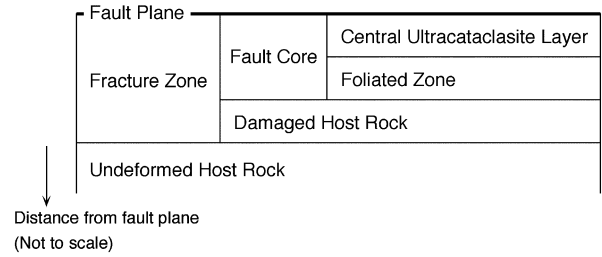 Fault Plane
Central Ultracataclasite Layer
Fault Core
Fracture Zone
Foliated Zone
Damaged Host Rock
Undeformed Host Rock
Distance from fault plane
(Not to scale)